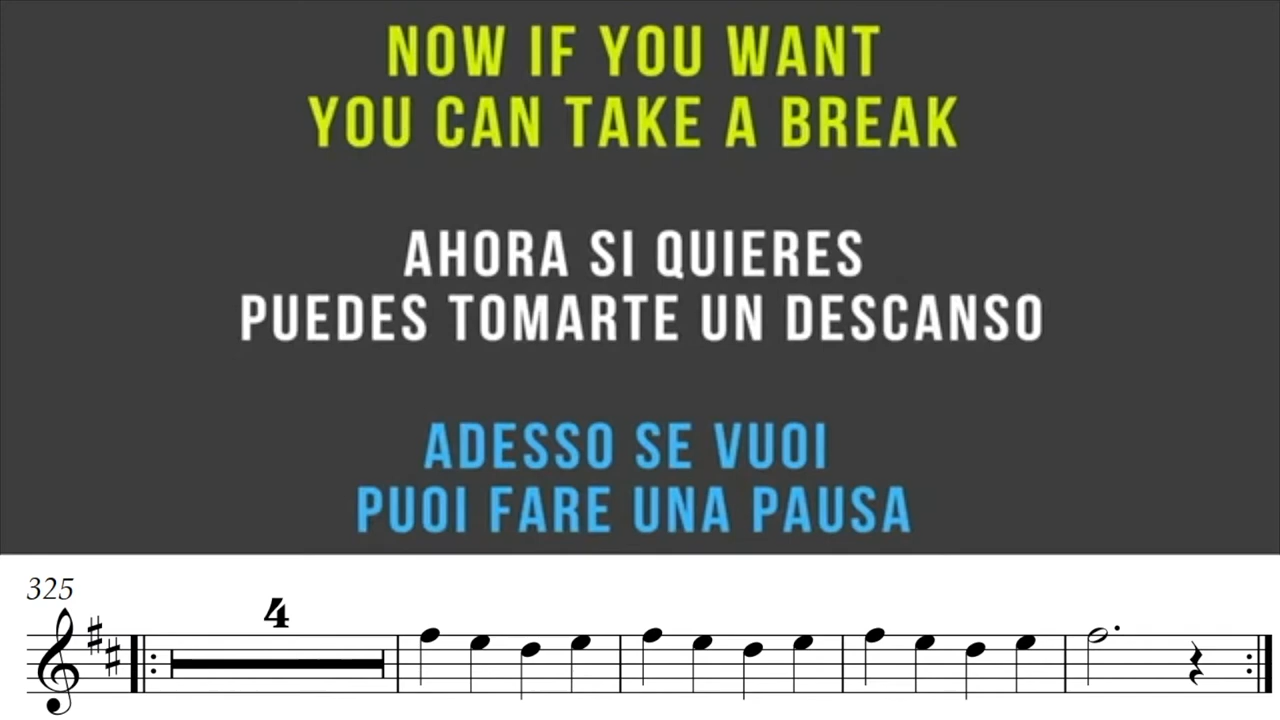 NOW IF YOU WANT
YOU CAN TAKE A BREAK
AHORA SI QUIERES
PUEDES TOMARTE UN DESCANSO
ADESSO SE VUOI
PUOI FARE UNA PAUSA
325
4